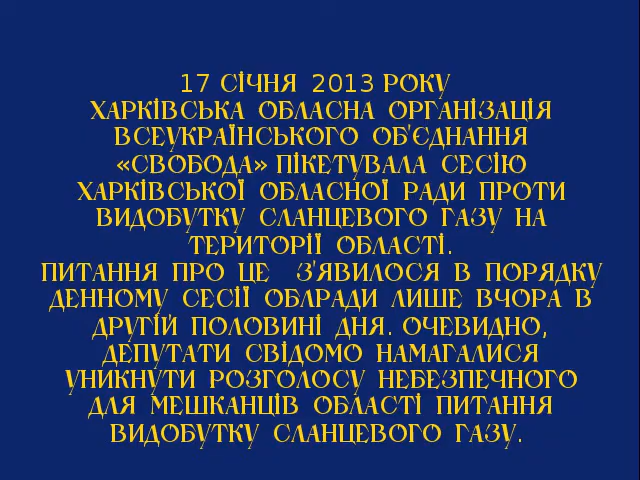 17 СІЧНЯ 2013 РОКУ
ХАРКІВСЬКА ОБЛАСНА ОРГАНІЗАЦІЯ
ВСЕУКРАЇНСЬКОГО ОБ'ЄДНАННЯ
«СВОБОДА» ПІКЕТУВАЛА СЕСІЮ
ХАРКІВСЬКОЇ ОБЛАСНОЇ РАДИ ПРОТИ
ВИДОБУТКУ СЛАНЦЕВОГО ГАЗУ НА
ТЕРИТОРІЇ ОБЛАСТІ.
ПИТАННЯ ПРО ЦЕ З'ЯВИЛОСЯ В ПОРЯДКУ
ДЕННОМУ СЕСІЇ ОБЛРАДИ ЛИШЕ ВЧОРА В
ДРУГІЙ ПОЛОВИНІ ДНЯ. ОЧЕВИДНО,
ДЕПУТАТИ СВІДОМО НАМАГАЛИСЯ
УНИКНУТИ РОЗГОЛОСУ НЕБЕЗПЕЧНОГО
ДЛЯ МЕШКАНЦІВ ОБЛАСТІ ПИТАННЯ
ВИДОБУТКУ СЛАНЦЕВОГО ГАЗУ.